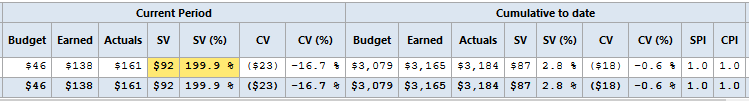 Current Period Cumulative to date
Budget Earned Actuals SV SV (%) CV CV (%) Budget Earned Actuals SV SV (%) CV CV (%) SPI CPI
$46 $138 $161 $92 199.9 % ($23) -16.7 % $3,079 $3,165 $3,184 $87 2.8 % ($18) -0.6 % 1.0 1.0
$46 $138 $161 $92 199.9 % ($23) -16.7 % $3,079 $3,165 $3,184 $87 2.8 % ($18) -0.6 % 1.0 1.0